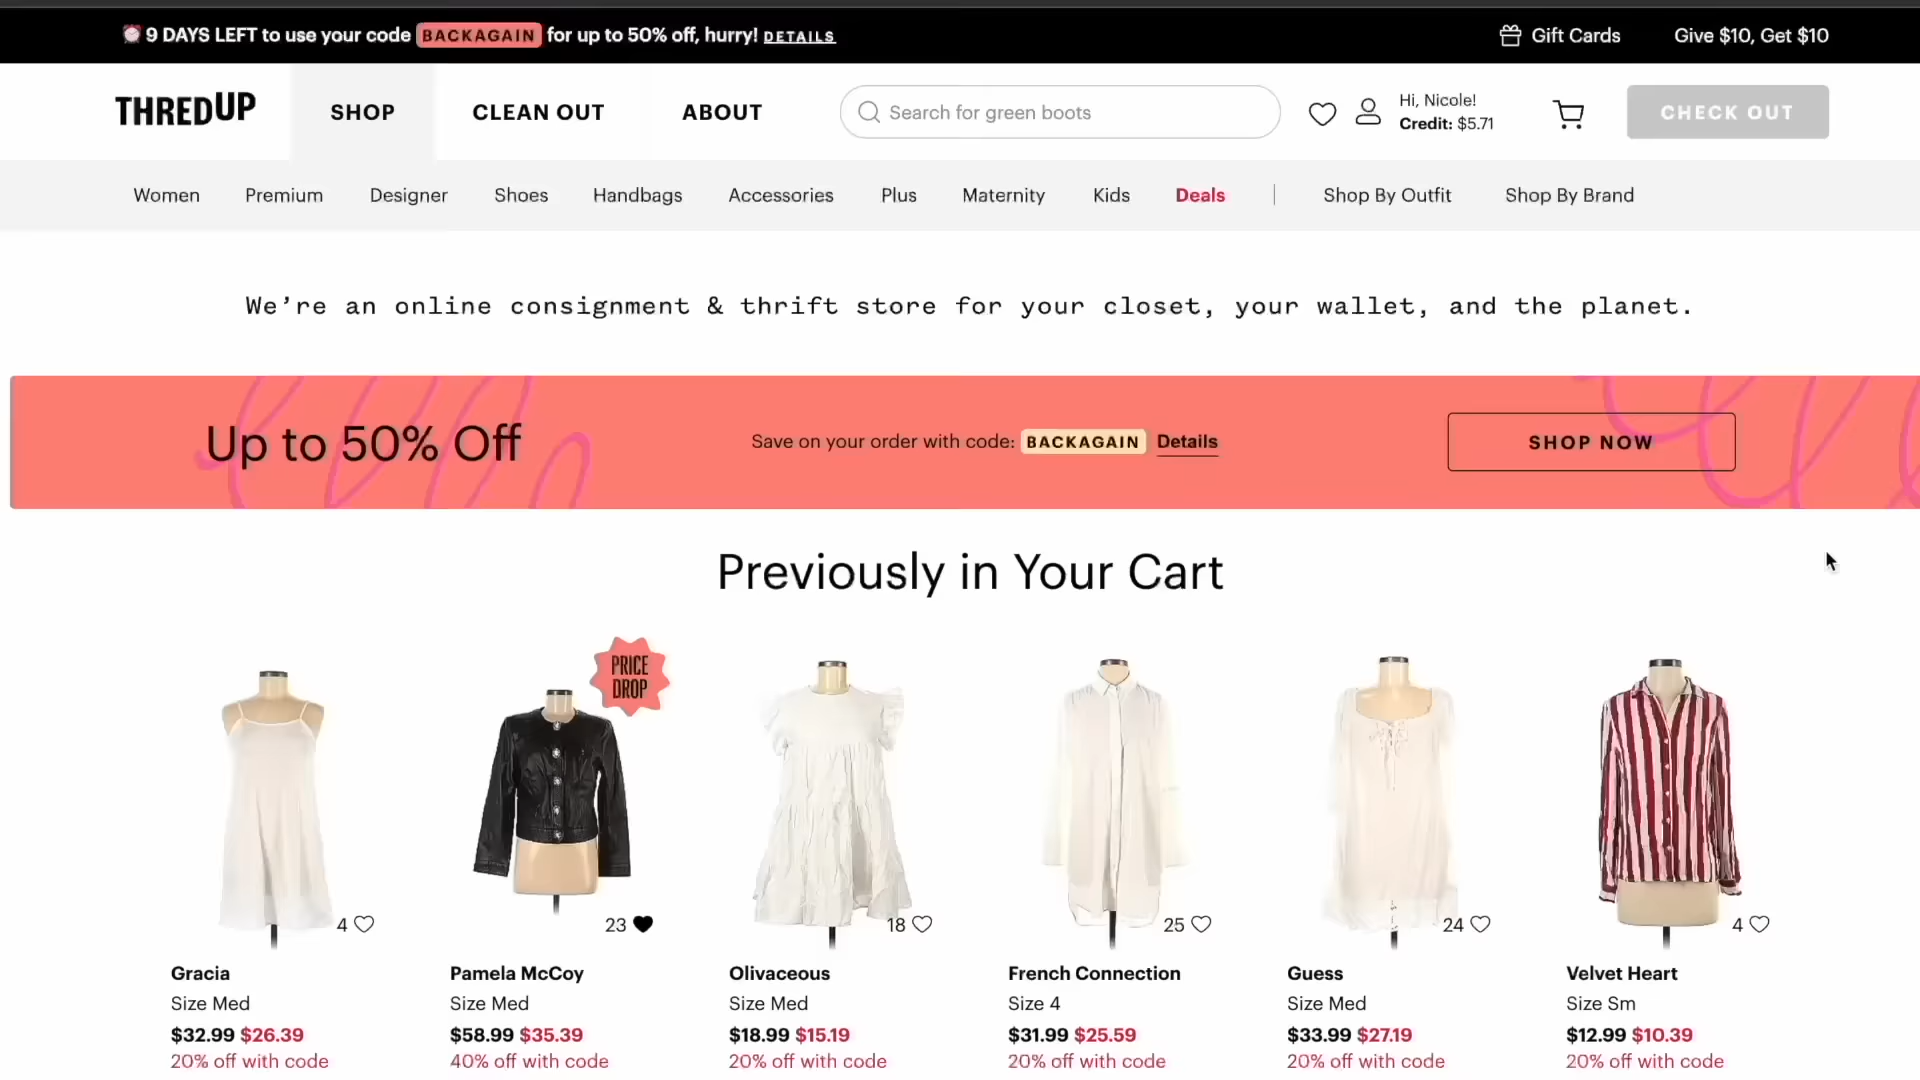 9 DAYS LEFT to use your code BACKAGAIN for up to 50% off, hurry! DETAILS
Gift Cards
Give $10, Get $10
THREDUP
SHOP
CLEAN OUT
ABOUT
Search for green boots
Hi, Nicole!
Credit: $5.71
CHECK OUT
Women
Premium
Designer
Shoes
Handbags
Accessories
Plus
Maternity
Kids
Deals
Shop By Outfit
Shop By Brand
We're an online consignment & thrift store for your closet, your wallet, and the planet.
Up to 50% Off
Save on your order with code: BACKAGAIN Details
SHOP NOW
Previously in Your Cart
4
Gracia
Size Med
$32.99 $26.39
20% off with code
PRICE
DROP
23
Pamela McCoy
Size Med
$58.99 $35.39
40% off with code
18
Olivaceous
Size Med
$18.99 $15.19
20% off with code
25
French Connection
Size 4
$31.99 $25.59
20% off with code
24
Guess
Size Med
$33.99 $27.19
20% off with code
4
Velvet Heart
Size Sm
$12.99 $10.39
20% off with code